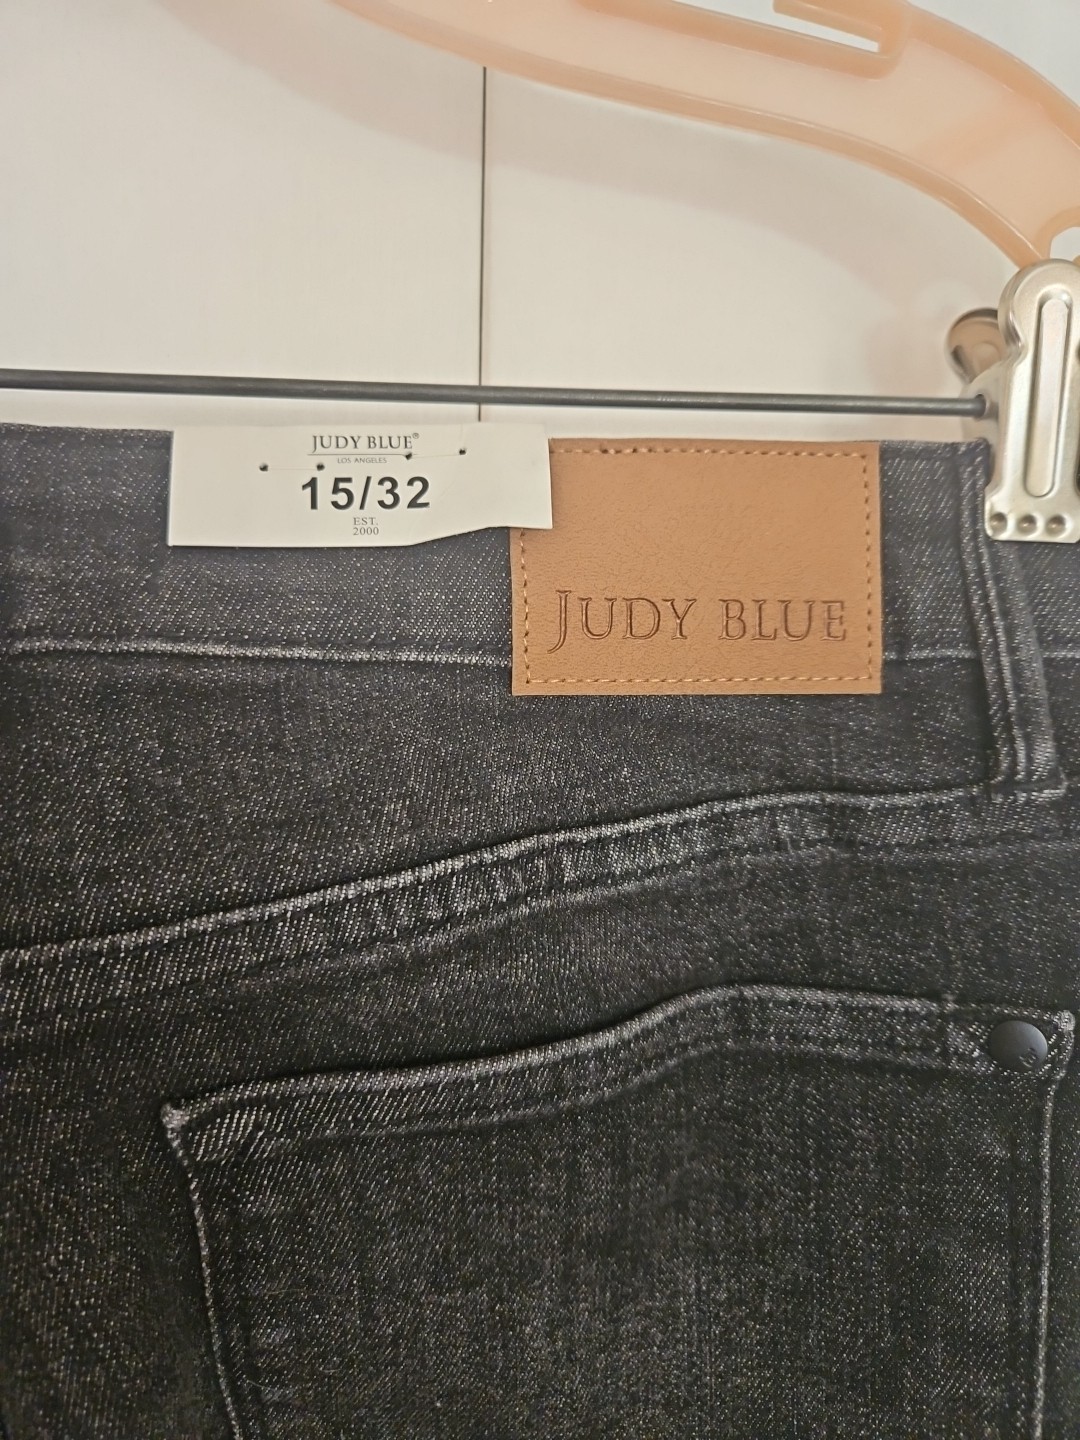 JUDY BLUE®
LOS ANGELES
15/32
EST.
2000
JUDY BLUE